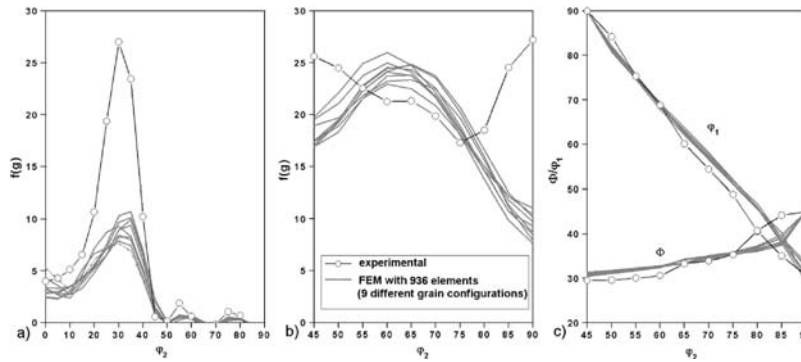 30
25
20
15
10
5
0
f(g)
0 10 20 30 40 50 60 70 80 90
a)
φ2
30
25
20
15
10
5
0
f(g)
experimental
FEM with 936 elements
(9 different grain configurations)
45 50 55 60 65 70 75 80 85 90
b)
φ2
90
80
70
60
50
40
30
20
Φ/φ1
φ1
Φ
45 50 55 60 65 70 75 80 85 90
c)
φ2